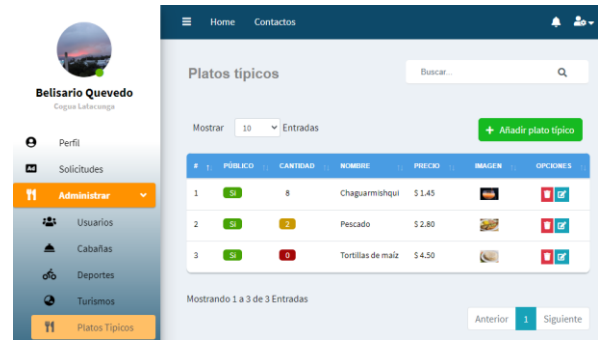 Home Contactos
Belisario Quevedo
Cogua Latacunga
Perfil
Solicitudes
Administrar
Usuarios
Cabañas
Deportes
Turismos
Platos Típicos
Platos típicos
Buscar...
Mostrar 10 Entradas
+ Añadir plato típico
# PÚBLICO CANTIDAD NOMBRE PRECIO IMAGEN OPCIONES
1 Si 8 Chaguarmishqui $ 1.45
2 Si 2 Pescado $ 2.80
3 Si 0 Tortillas de maíz $ 4.50
Mostrando 1 a 3 de 3 Entradas
Anterior 1 Siguiente